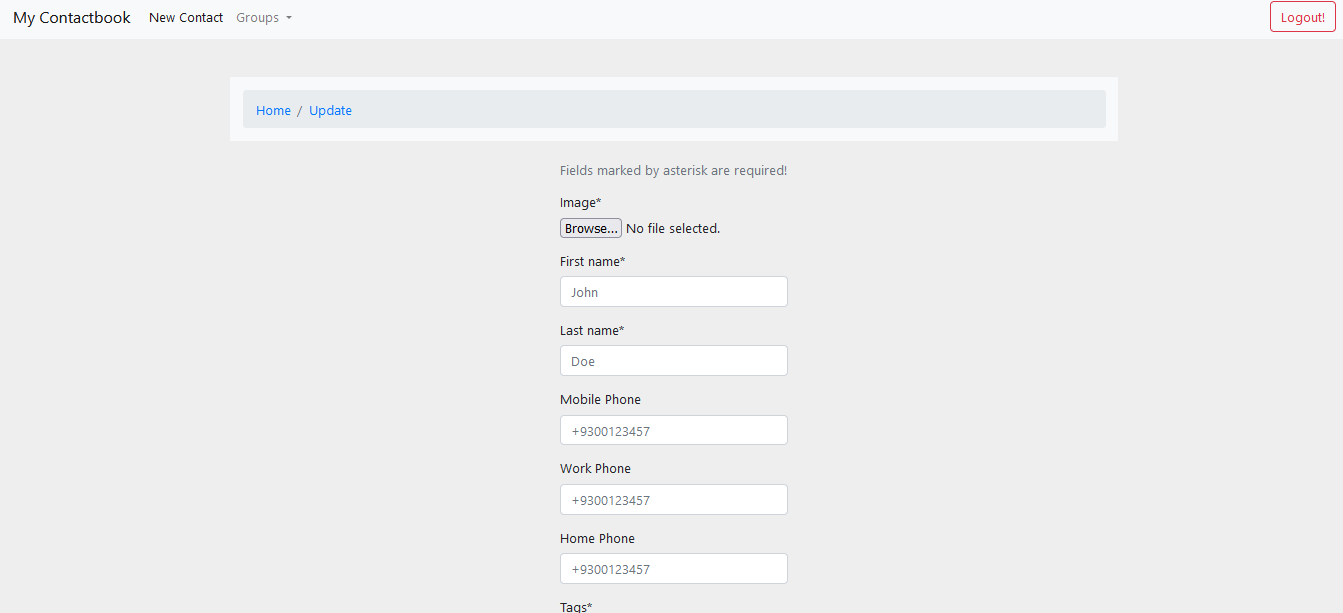 My Contactbook New Contact Groups Logout!
Home / Update
Fields marked by asterisk are required!
Image*
Browse... No file selected.
First name*
John
Last name*
Doe
Mobile Phone
+9300123457
Work Phone
+9300123457
Home Phone
+9300123457
Tags*